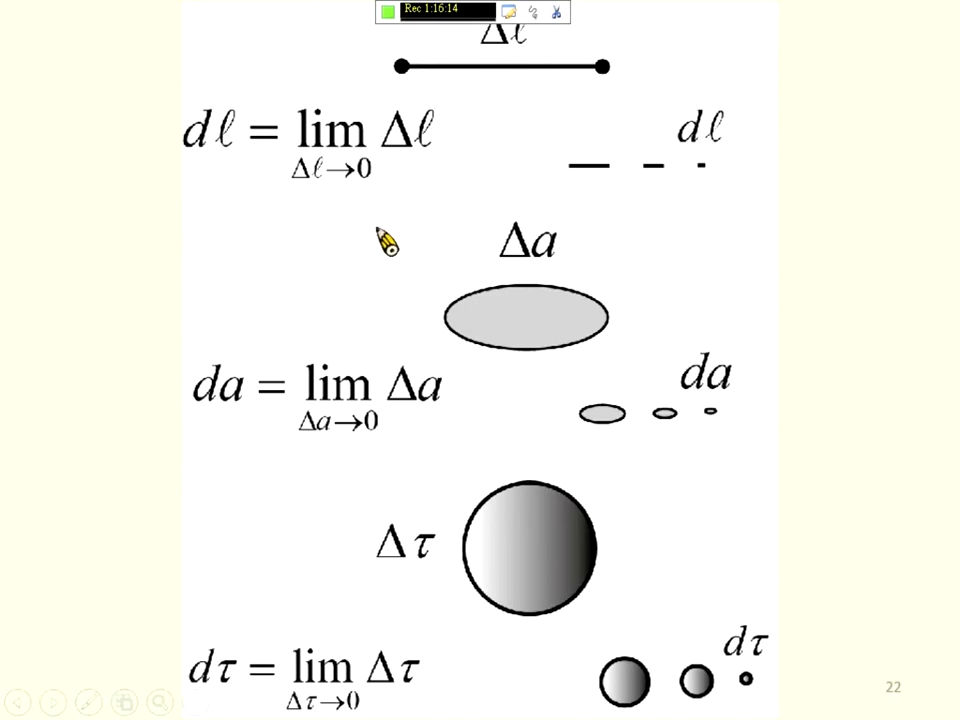 Rec 1:16:14
Δℓ
dℓ = lim Δℓ
Δℓ→0
dℓ
Δa
da = lim Δa
Δa→0
da
Δτ
dτ = lim Δτ
Δτ→0
dτ
22